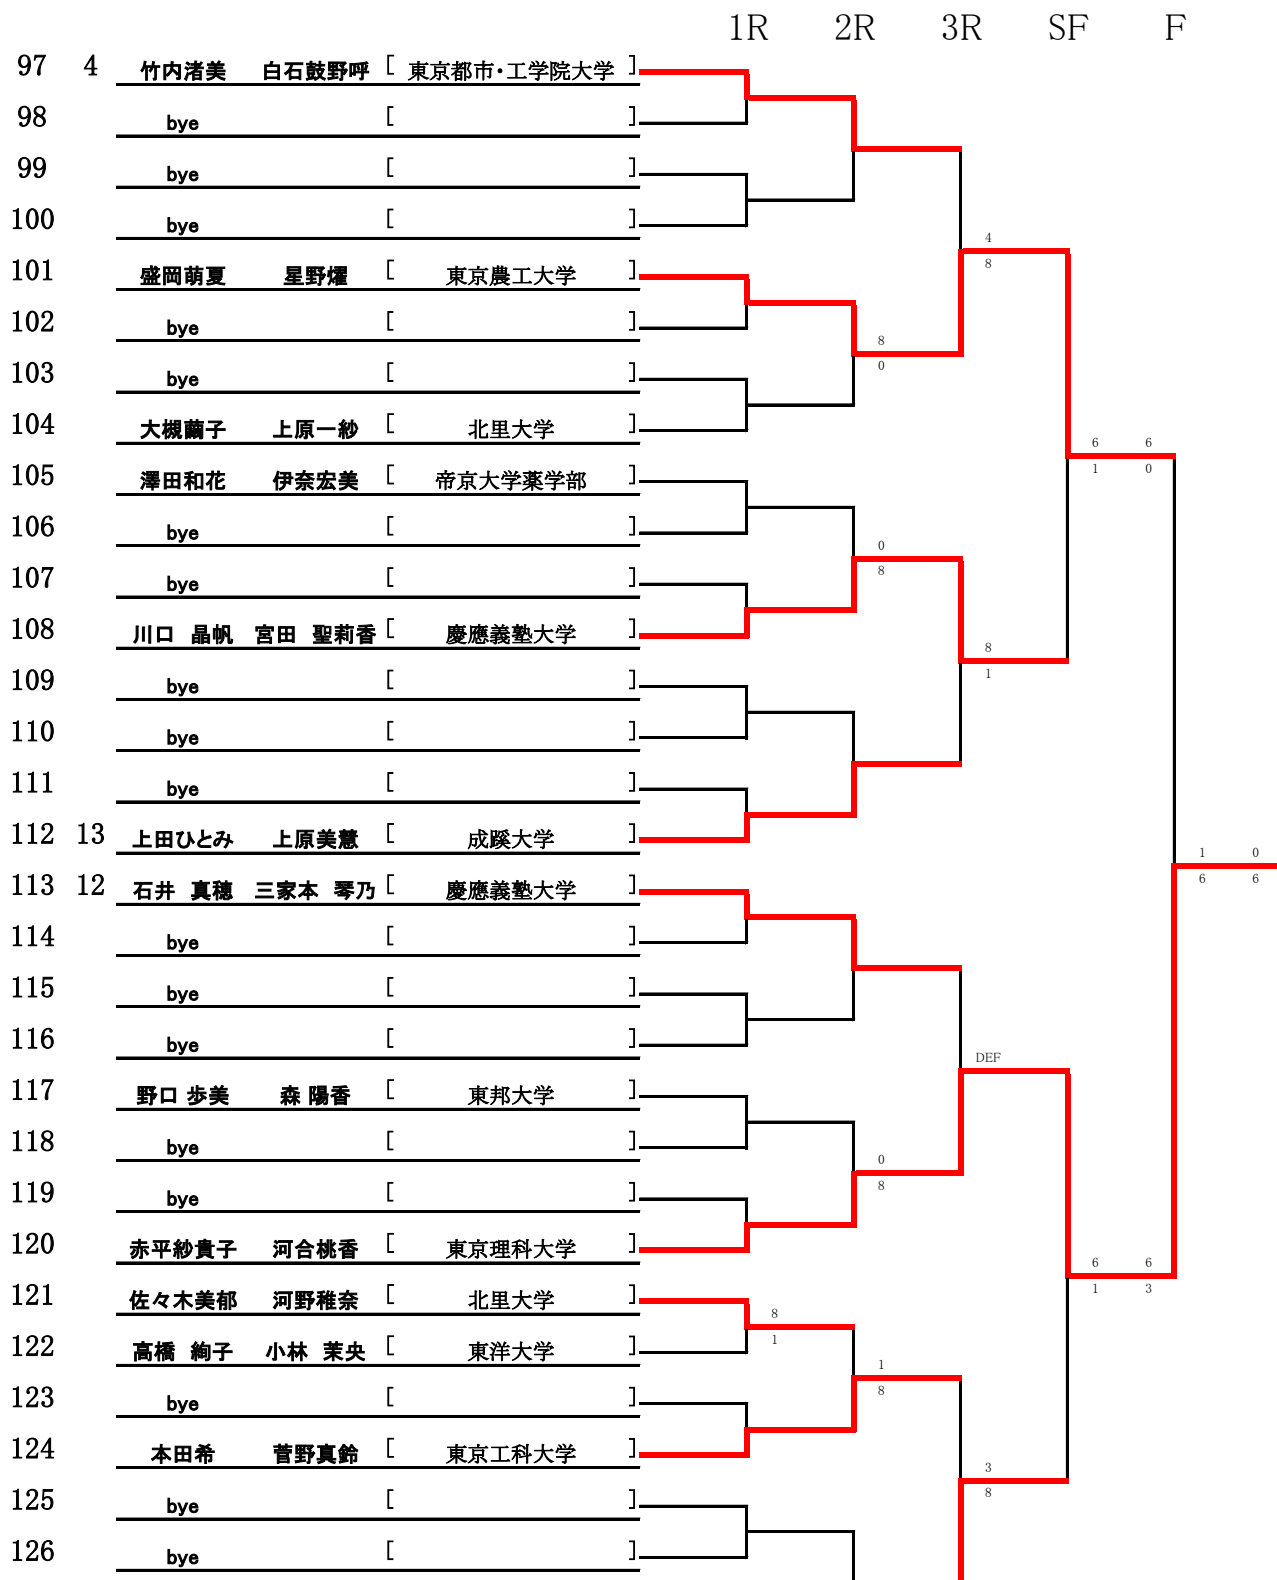 1R 2R 3R SF F
97 4 竹内渚美 白石鼓野呼 [ 東京都市・工学院大学 ]
98 bye [ ]
99 bye [ ]
100 bye [ ]
4
101 盛岡萌夏 星野燿 [ 東京農工大学 ] 8
102 bye [ ]
8
103 bye [ ] 0
104 大槻繭子 上原一紗 [ 北里大学 ]
6 6
105 澤田和花 伊奈宏美 [ 帝京大学薬学部 ] 1 0
106 bye [ ]
0
107 bye [ ] 8
108 川口 晶帆 宮田 聖莉香 [ 慶應義塾大学 ]
8
109 bye [ ] 1
110 bye [ ]
111 bye [ ]
112 13 上田ひとみ 上原美慧 [ 成蹊大学 ]
1 0
113 12 石井 真穂 三家本 琴乃 [ 慶應義塾大学 ] 6 6
114 bye [ ]
115 bye [ ]
116 bye [ ]
DEF
117 野口 歩美 森 陽香 [ 東邦大学 ]
118 bye [ ]
0
119 bye [ ] 8
120 赤平紗貴子 河合桃香 [ 東京理科大学 ]
6 6
121 佐々木美郁 河野稚奈 [ 北里大学 ] 1 3
8
122 高橋 絢子 小林 茉央 [ 東洋大学 ] 1
1
123 bye [ ] 8
124 本田希 菅野真鈴 [ 東京工科大学 ]
3
125 bye [ ] 8
126 bye [ ]